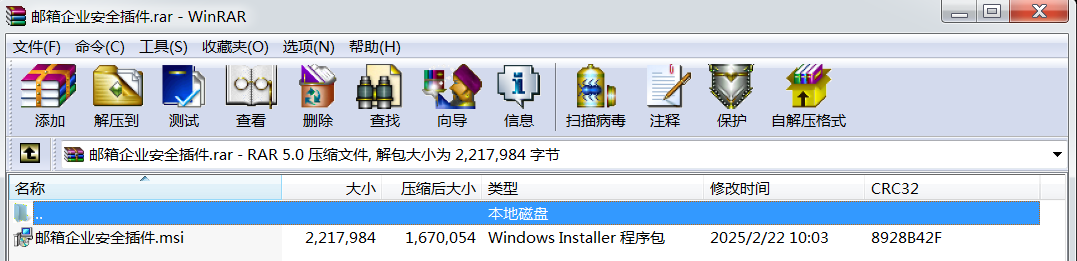 邮箱企业安全插件.rar - WinRAR
文件(F) 命令(C) 工具(S) 收藏夹(O) 选项(N) 帮助(H)
添加 解压到 测试 查看 删除 查找 向导 信息 扫描病毒 注释 保护 自解压格式
邮箱企业安全插件.rar - RAR 5.0 压缩文件, 解包大小为 2,217,984 字节
名称 大小 压缩后大小 类型 修改时间 CRC32
.. 本地磁盘
邮箱企业安全插件.msi 2,217,984 1,670,054 Windows Installer 程序包 2025/2/22 10:03 8928B42F